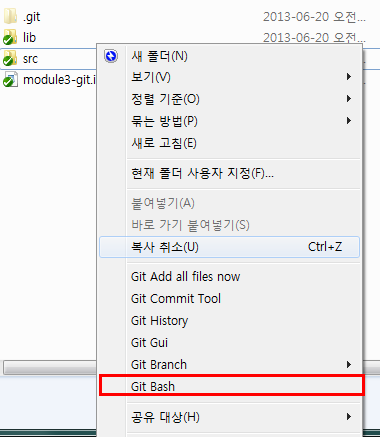 .git 2013-06-20 오전...
lib 2013-06-20 오전...
src
module3-git.i
새 폴더(N)
보기(V)
정렬 기준(O)
묶는 방법(P)
새로 고침(E)
현재 폴더 사용자 지정(F)...
붙여넣기(A)
바로 가기 붙여넣기(S)
복사 취소(U) Ctrl+Z
Git Add all files now
Git Commit Tool
Git History
Git Gui
Git Branch
Git Bash
공유 대상(H)